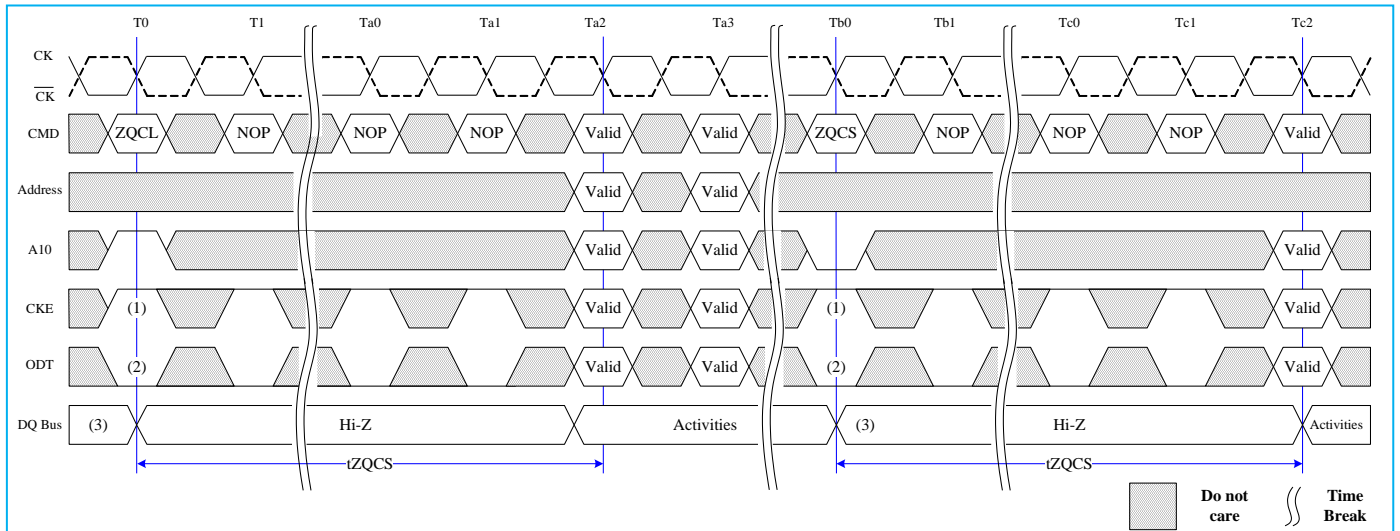 T0 T1 Ta0 Ta1 Ta2 Ta3 Tb0 Tb1 Tc0 Tc1 Tc2
CK
CK
CMD ZQCL NOP NOP NOP Valid Valid ZQCS NOP NOP NOP Valid
Address Valid Valid
A10 Valid Valid Valid
CKE (1) Valid Valid (1) Valid
ODT (2) Valid Valid (2) Valid
DQ Bus (3) Hi-Z Activities (3) Hi-Z Activities
tZQCS tZQCS
Do not care
Time Break